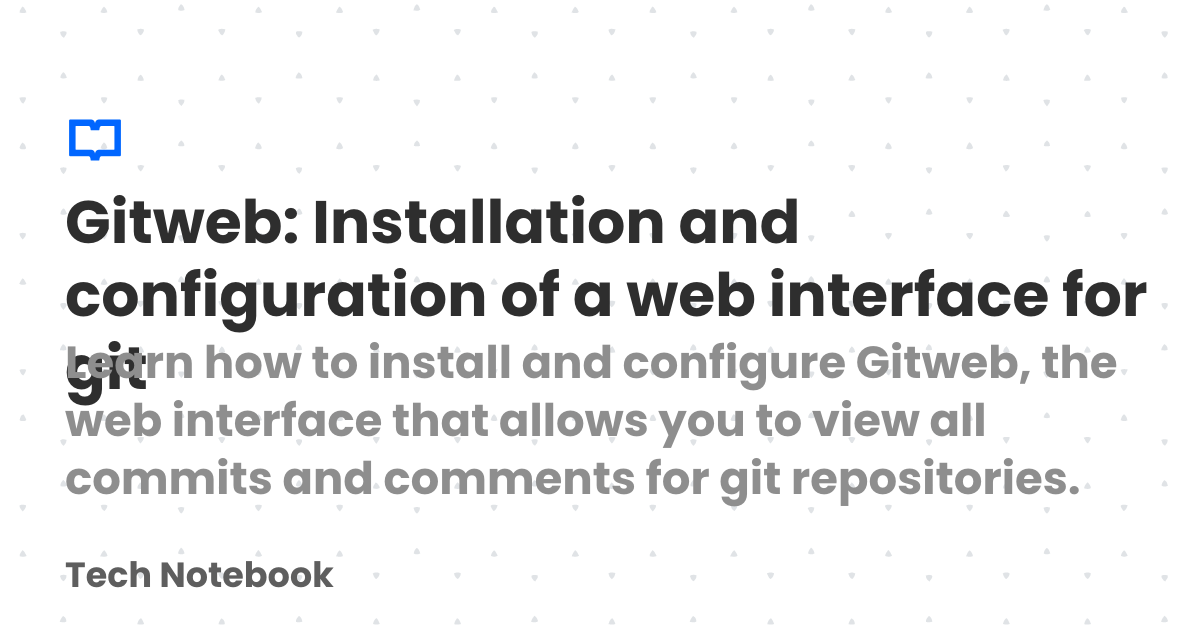 Gitweb: Installation and
configuration of a web interface for
git
Learn how to install and configure Gitweb, the
web interface that allows you to view all
commits and comments for git repositories.
Tech Notebook